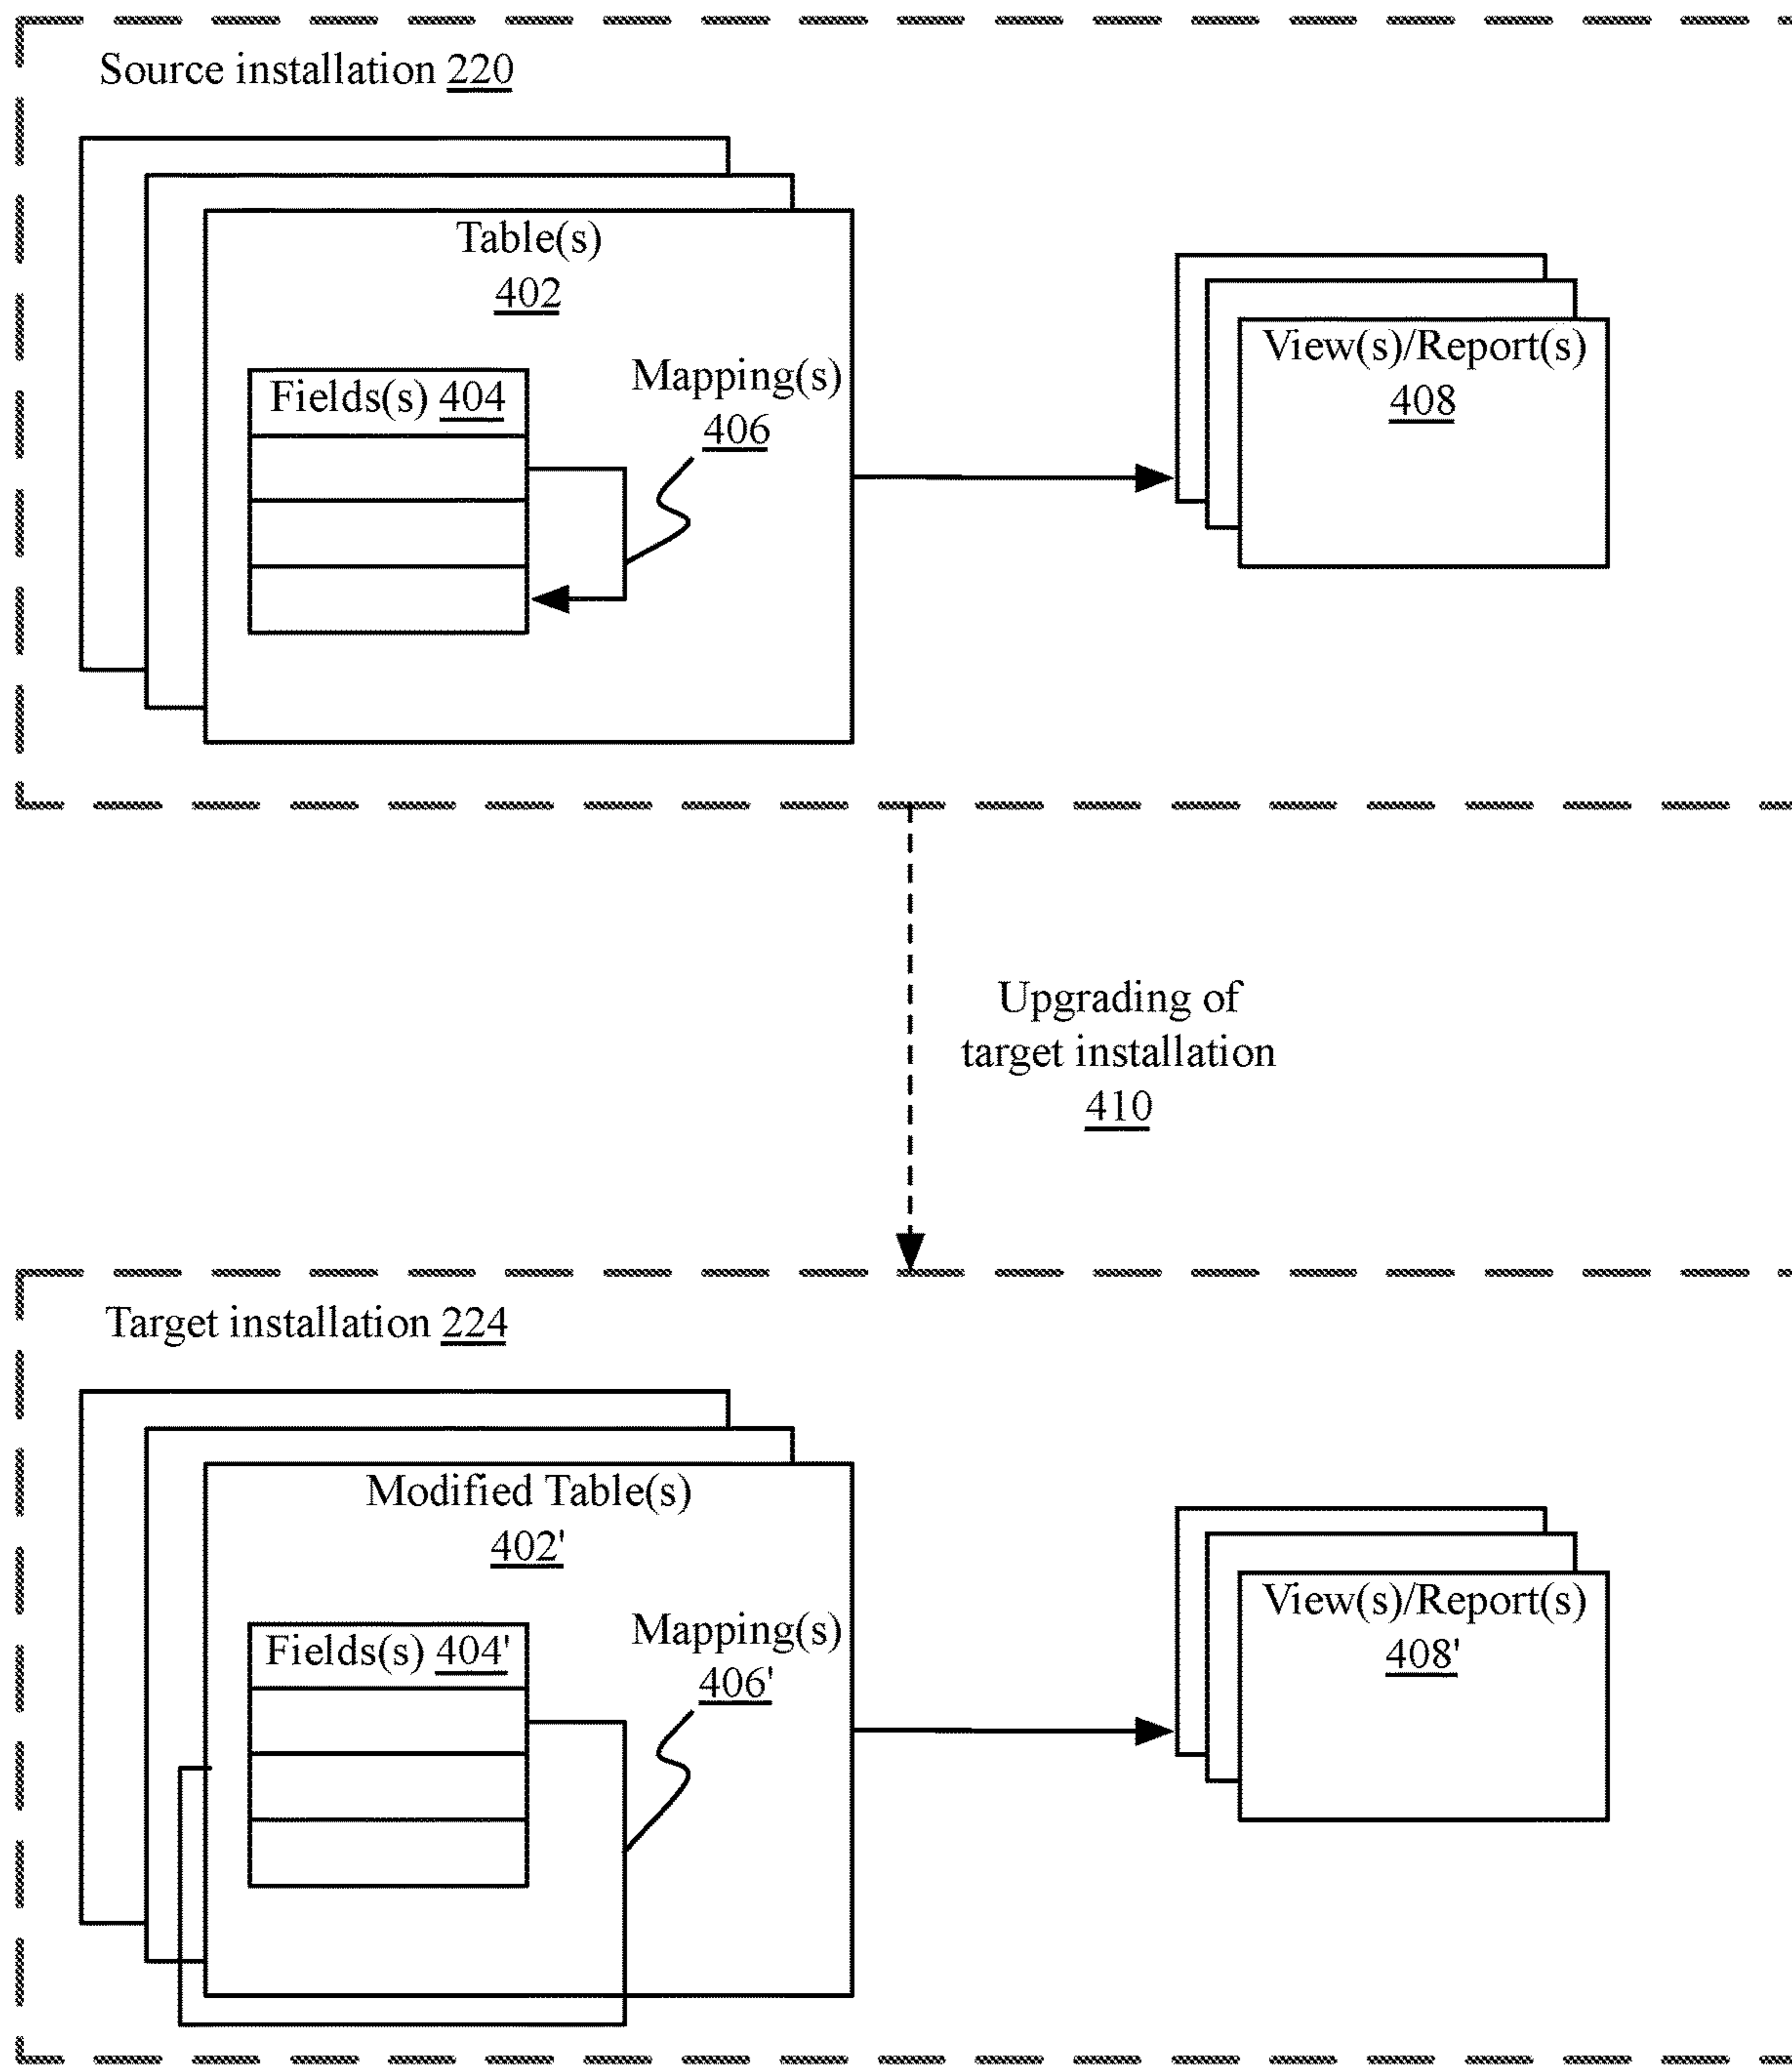 Source installation 220
Table(s)
402
Fields(s) 404
Mapping(s)
406
View(s)/Report(s)
408
Upgrading of
target installation
410
Target installation 224
Modified Table(s)
402'
Fields(s) 404'
Mapping(s)
406'
View(s)/Report(s)
408'